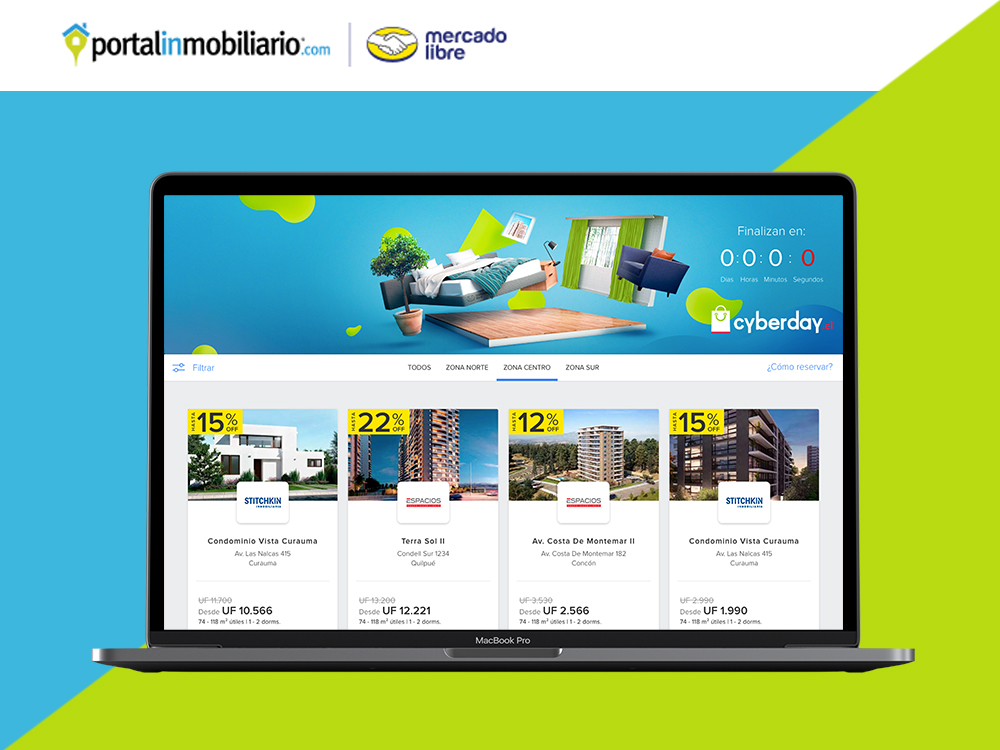 portalinmobiliario.com
mercado
libre
Finalizan en:
0 : 0 : 0 : 0
Dias Horas Minutos Segundos
cyberday.cl
Filtrar
TODOS ZONA NORTE ZONA CENTRO ZONA SUR
¿Cómo reservar?
HASTA 15% OFF
HASTA 22% OFF
HASTA 12% OFF
HASTA 15% OFF
STITCHKIN
INMOBILIARIA
ESPACIOS
ESPACIOS
STITCHKIN
INMOBILIARIA
Condominio Vista Curauma
Av. Las Nalcas 415
Curauma
UF 11.700
Desde UF 10.566
74 - 118 m² útiles | 1 - 2 dorms.
Terra Sol II
Condell Sur 1234
Quilpué
UF 13.200
Desde UF 12.221
74 - 118 m² útiles | 1 - 2 dorms.
Av. Costa De Montemar II
Av. Costa De Montemar 182
Concón
UF 3.530
Desde UF 2.566
74 - 118 m² útiles | 1 - 2 dorms.
Condominio Vista Curauma
Av. Las Nalcas 415
Curauma
UF 2.990
Desde UF 1.990
74 - 118 m² útiles | 1 - 2 dorms.
MacBook Pro